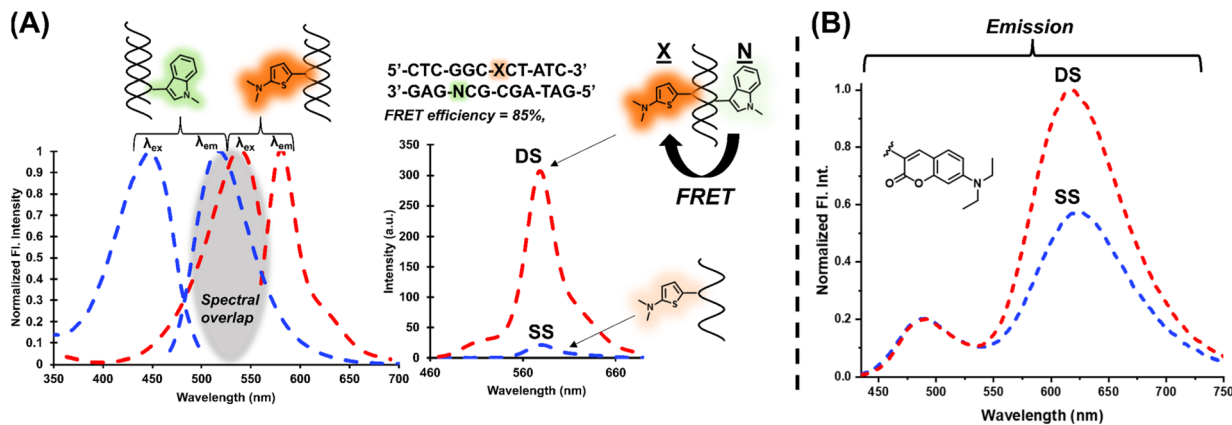 (A)
5'-CTC-GGC-XCT-ATC-3'
3'-GAG-NCG-CGA-TAG-5'
FRET efficiency = 85%,
X
N
N
S
N
N
S
N
FRET
λex
λem
λex
λem
Normalized Fl. Intensity
1
0.9
0.8
0.7
0.6
0.5
0.4
0.3
0.2
0.1
0
Spectral
overlap
350
450
500
550
600
700
Wavelength (nm)
Intensity (a.u.)
350
300
250
200
150
100
50
0
DS
SS
460
560
660
Wavelength (nm)
N
S
(B)
Emission
DS
SS
O
O
N
Normalized Fl. Int.
1.0
0.8
0.6
0.4
0.2
0.0
450
500
550
600
650
700
750
Wavelength (nm)